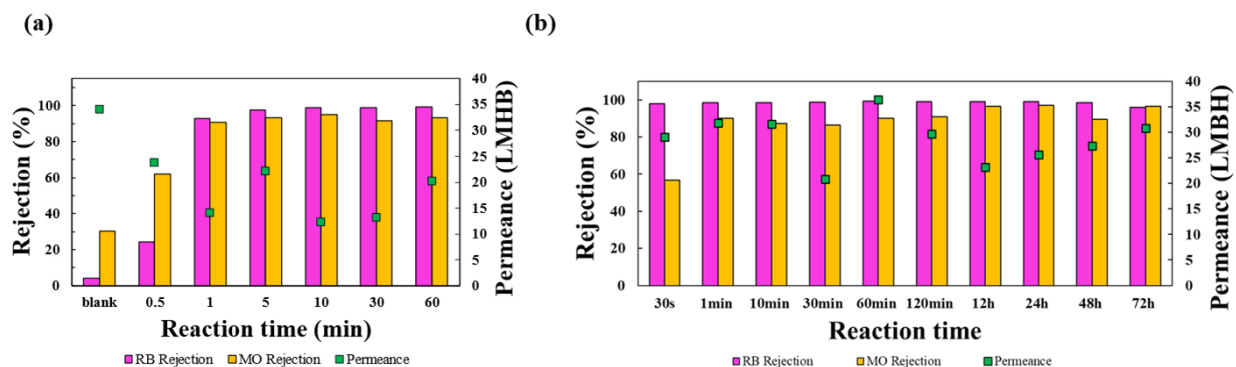 (a)
Rejection (%)
100
80
60
40
20
0
40
35
30
25
20
15
10
5
0
Permeance (LMHB)
blank 0.5 1 5 10 30 60
Reaction time (min)
RB Rejection MO Rejection Permeance
(b)
Rejection (%)
100
80
60
40
20
0
40
35
30
25
20
15
10
5
0
Permeance (LMBH)
30s 1min 10min 30min 60min 120min 12h 24h 48h 72h
Reaction time
RB Rejection MO Rejection Permeance